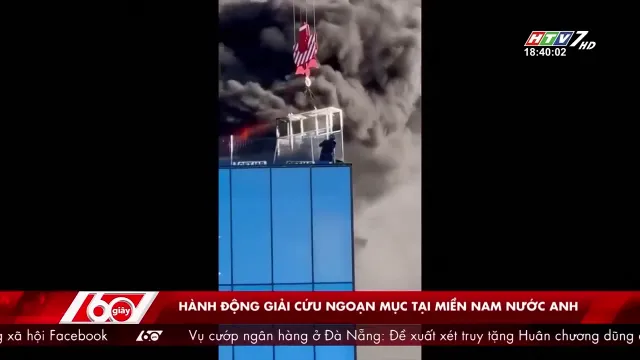 HTV7 HD
18:40:02
60 giây
HÀNH ĐỘNG GIẢI CỨU NGOẠN MỤC TẠI MIỀN NAM NƯỚC ANH
g xã hội Facebook 60 Vụ cướp ngân hàng ở Đà Nẵng: Đề xuất xét truy tặng Huân chương dũng